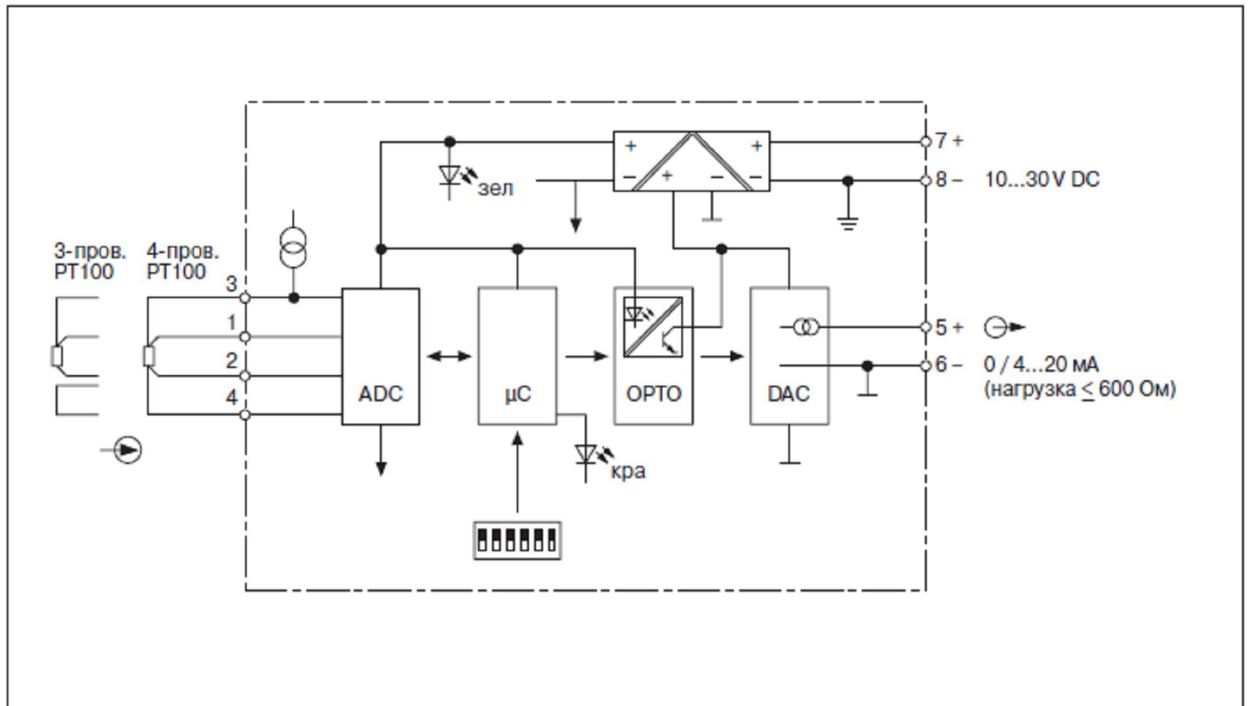 7 +
зел
8 – 10...30 V DC
3-пров. 4-пров.
PT100 PT100
3
1
2
4
ADC
µC
OPTO
DAC
5 +
6 – 0 / 4...20 мА
(нагрузка ≤ 600 Ом)
кра
+
–
+
–
+
–